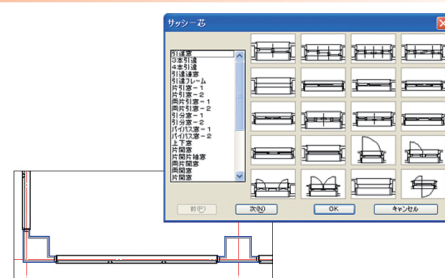 サッシー芯
引違窓
3本引違
4本引違
引違連窓
引違フレーム
片引窓－1
片引窓－2
両片引窓－1
両片引窓－2
引分窓－1
引分窓－2
バイパス窓－1
バイパス窓－2
上下窓
片開窓
片開片袖窓
両片開窓
両開窓
片開窓
前(P)
次(N)
OK
キャンセル